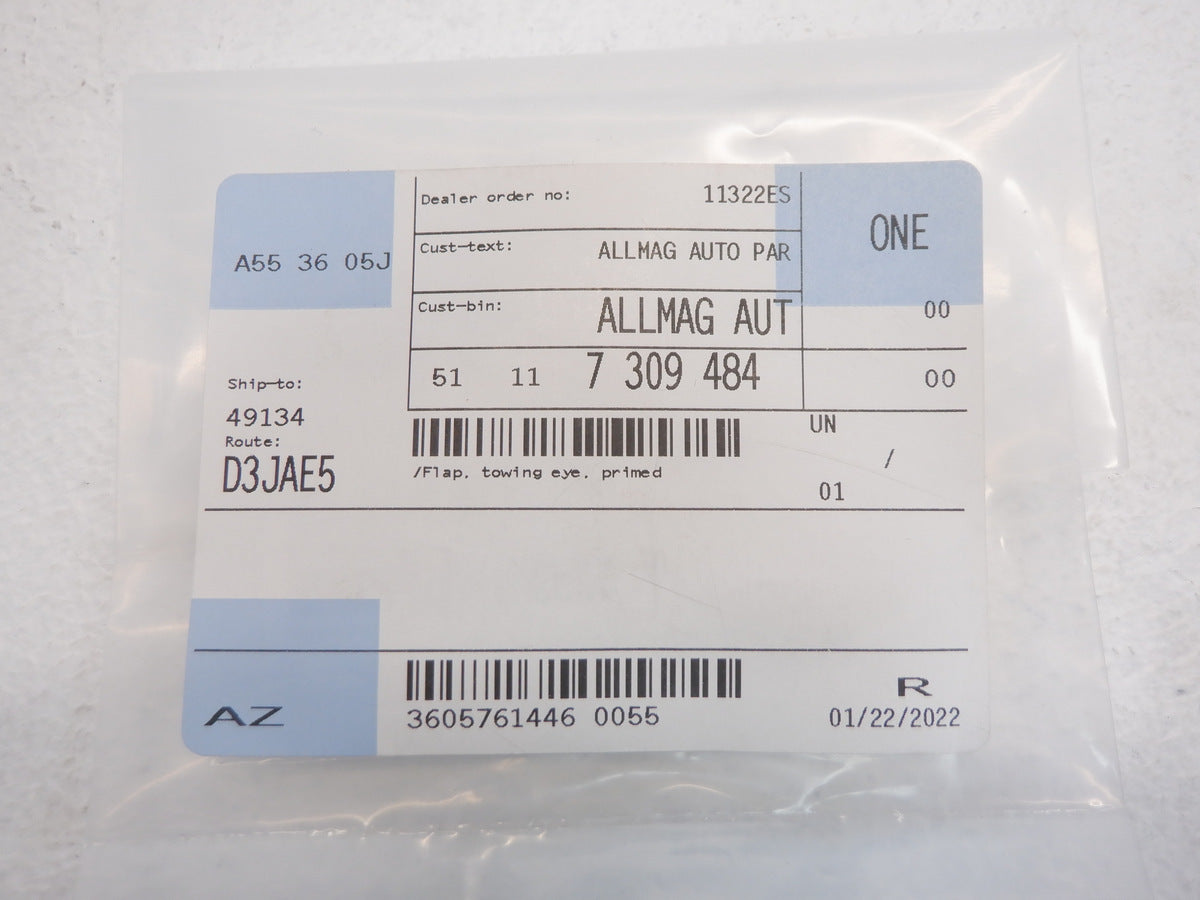 Dealer order no: 11322ES
ONE
A55 36 05J
Cust-text: ALLMAG AUTO PAR
Cust-bin: ALLMAG AUT
00
51 11 7 309 484
00
Ship-to:
49134
Route:
D3JAE5
UN
/
01
/Flap, towing eye, primed
AZ
3605761446 0055
R
01/22/2022